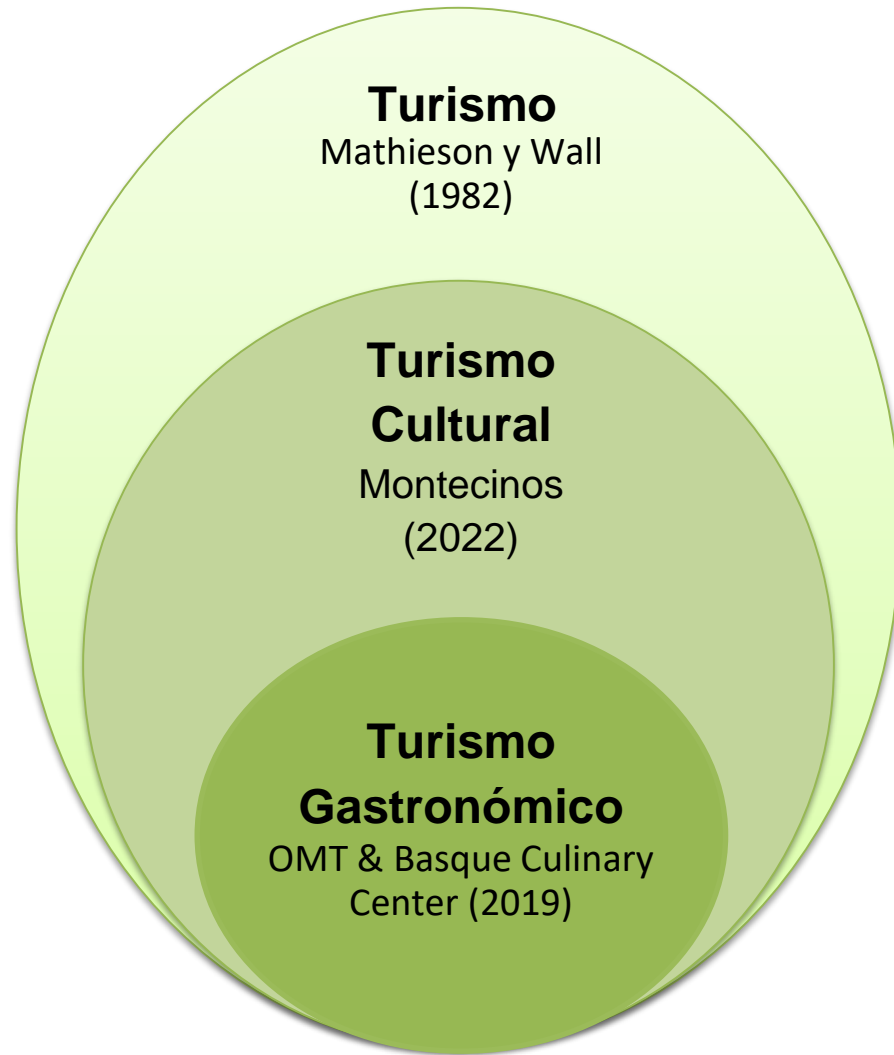 Turismo
Mathieson y Wall
(1982)
Turismo
Cultural
Montecinos
(2022)
Turismo
Gastronómico
OMT & Basque Culinary
Center (2019)